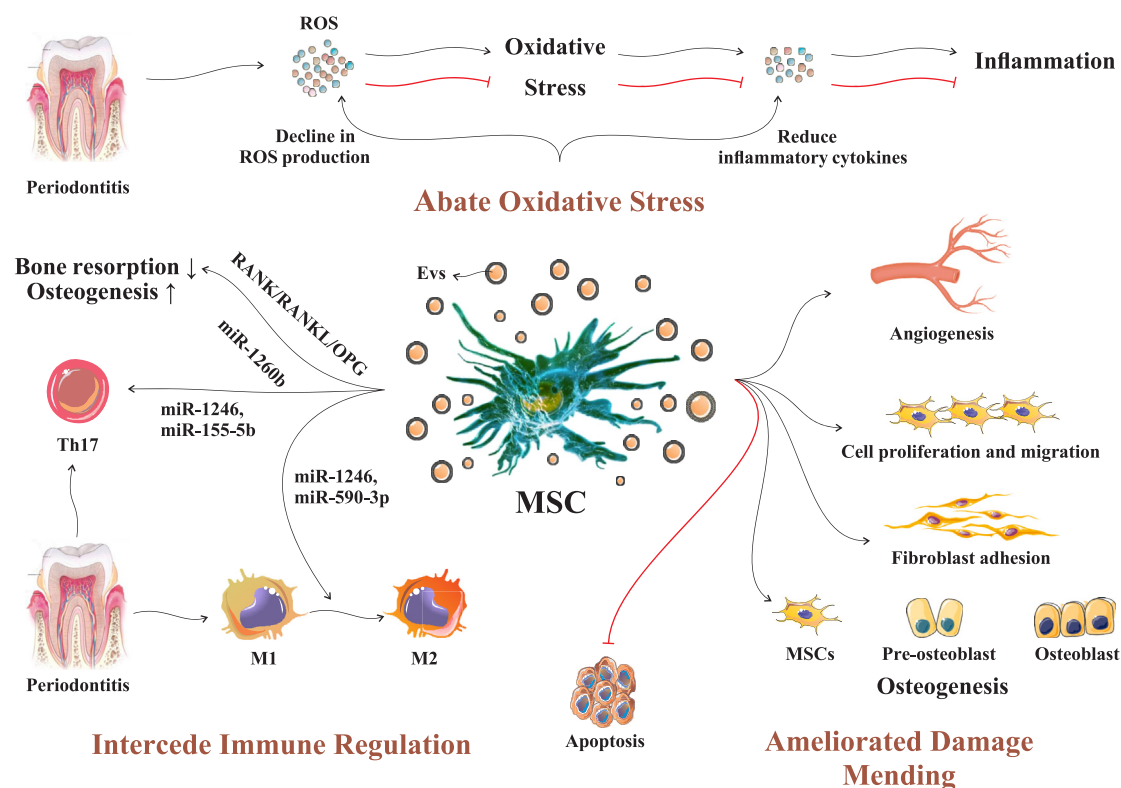 ROS
Oxidative
Stress
Inflammation
Decline in
ROS production
Reduce
inflammatory cytokines
Periodontitis
Abate Oxidative Stress
Bone resorption ↓
Osteogenesis ↑
RANK/RANKL/OPG
miR-1260b
Evs
Angiogenesis
miR-1246,
miR-155-5b
Th17
Cell proliferation and migration
miR-1246,
miR-590-3p
MSC
Fibroblast adhesion
M1
M2
Periodontitis
MSCs
Pre-osteoblast
Osteoblast
Osteogenesis
Apoptosis
Intercede Immune Regulation
Ameliorated Damage
Mending